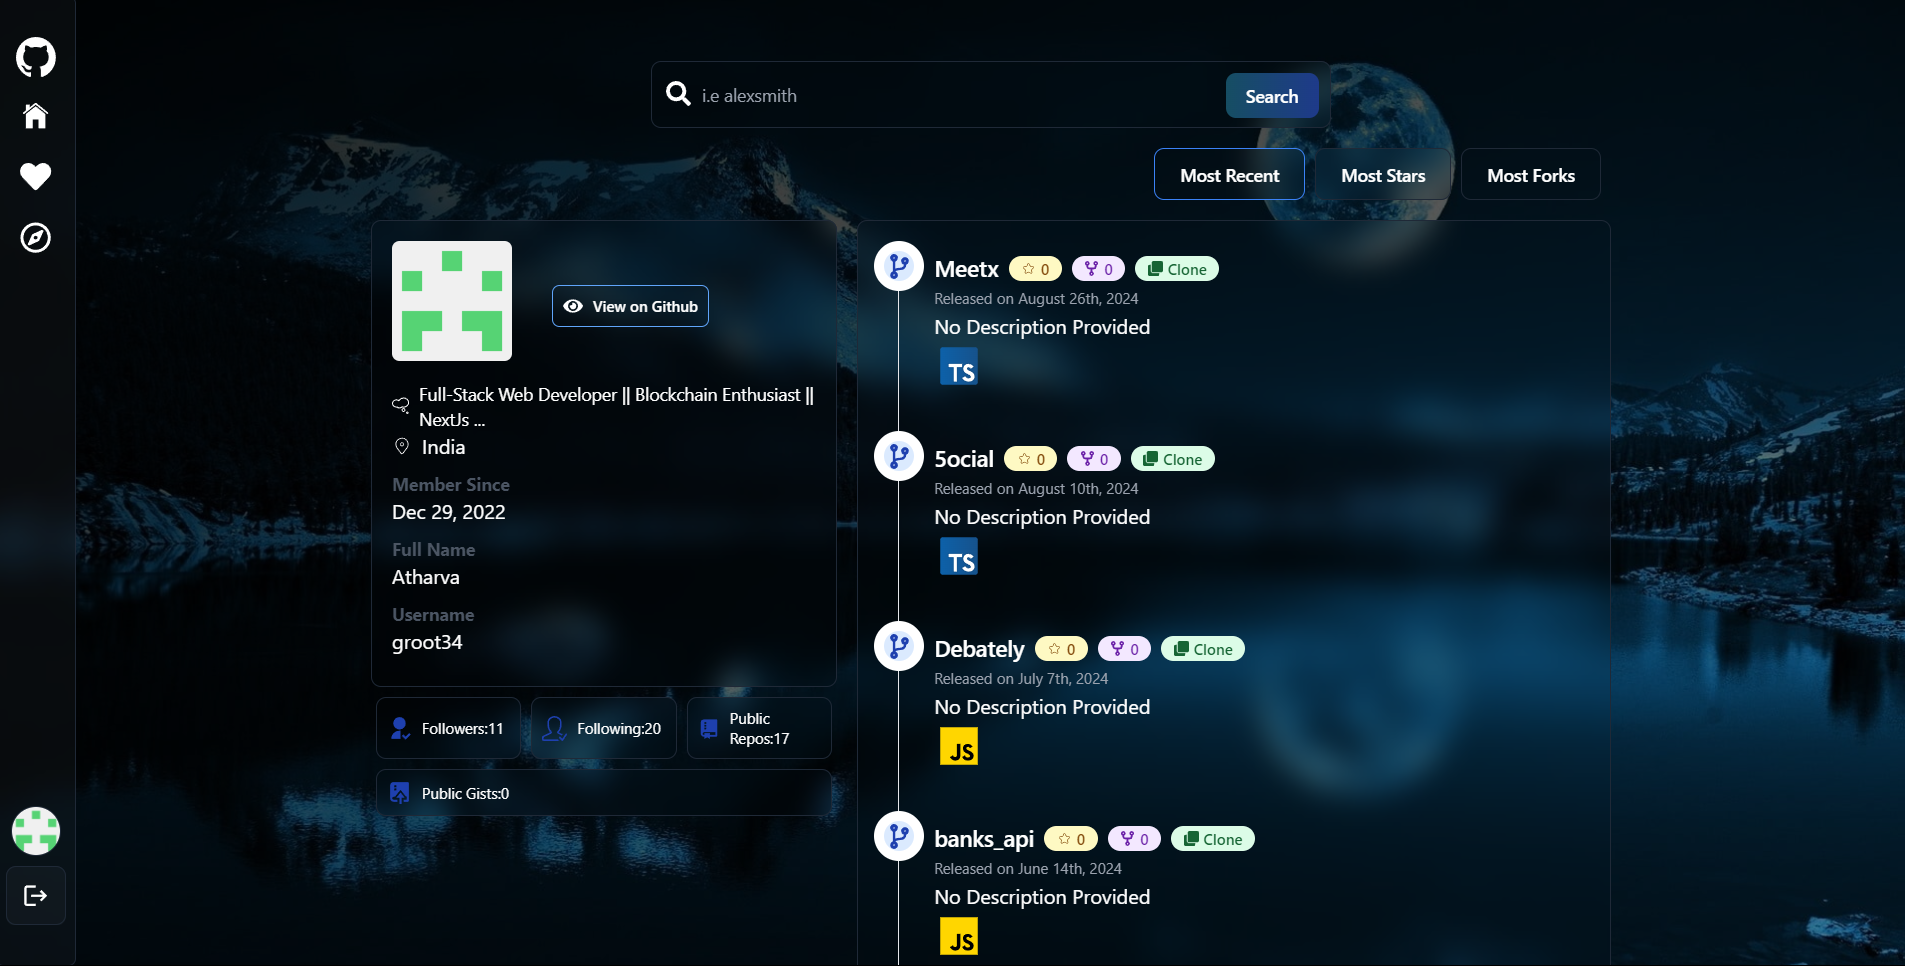 i.e alexsmith
Search
Most Recent
Most Stars
Most Forks
View on Github
Full-Stack Web Developer || Blockchain Enthusiast ||
NextJs ...
India
Member Since
Dec 29, 2022
Full Name
Atharva
Username
groot34
Followers:11
Following:20
Public
Repos:17
Public Gists:0
Meetx 0 0 Clone
Released on August 26th, 2024
No Description Provided
TS
5ocial 0 0 Clone
Released on August 10th, 2024
No Description Provided
TS
Debately 0 0 Clone
Released on July 7th, 2024
No Description Provided
JS
banks_api 0 0 Clone
Released on June 14th, 2024
No Description Provided
JS